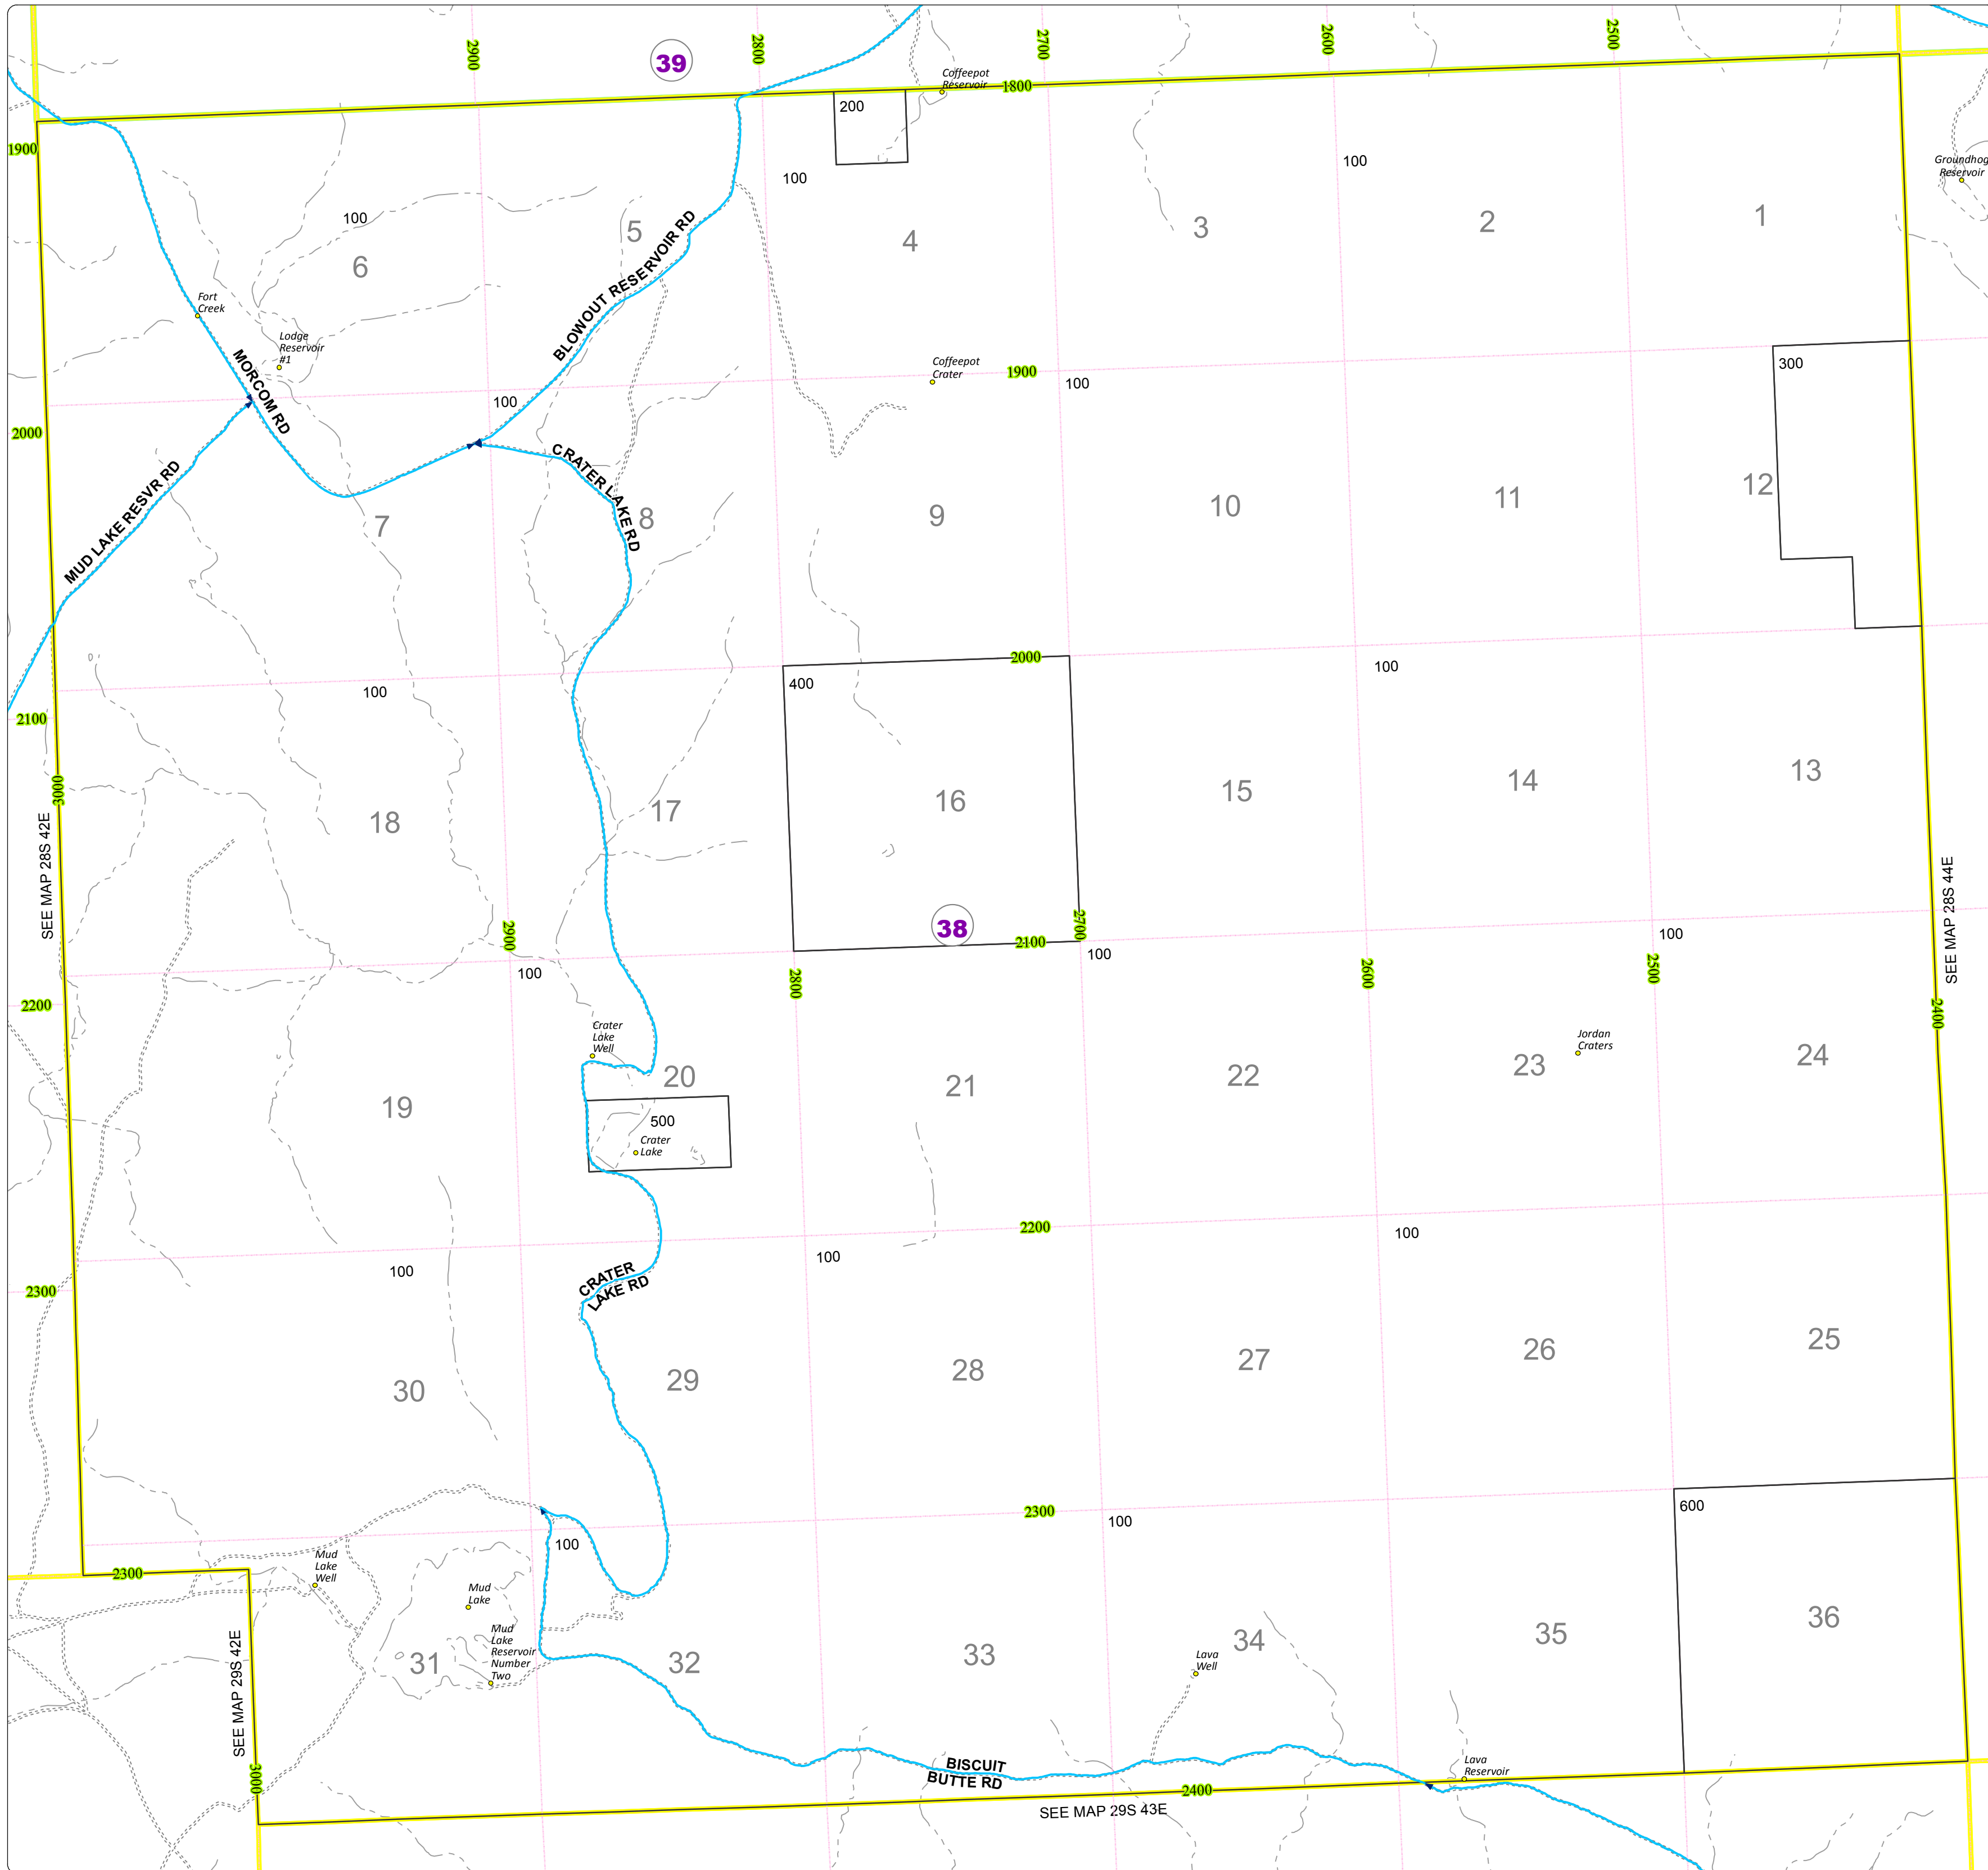 2900
39
2800
2700
2600
2500
Coffeepot
Reservoir
1800
200
1900
100
100
100
Groundhog
Reservoir
5
4
3
2
1
6
BLOWOUT RESERVOIR RD
Fort
Creek
Lodge
Reservoir
#1
MORCOM RD
Coffeepot
Crater
1900
100
300
100
2000
CRATER LAKE RD
MUD LAKE RESVR RD
7
8
9
10
11
12
2000
400
100
100
2100
3000
SEE MAP 28S 42E
18
17
16
15
14
13
SEE MAP 28S 44E
2900
38
2700
2100
100
100
100
2800
2600
2500
2400
2200
Crater
Lake
Well
Jordan
Craters
20
21
22
23
24
19
500
Crater
Lake
2200
100
100
100
2300
CRATER
LAKE RD
30
29
28
27
26
25
2300
100
100
600
2300
Mud
Lake
Well
Mud
Lake
Mud
Lake
Reservoir
Number
Two
31
32
33
34
35
36
Lava
Well
SEE MAP 29S 42E
3000
BISCUIT
BUTTE RD
Lava
Reservoir
2400
SEE MAP 29S 43E